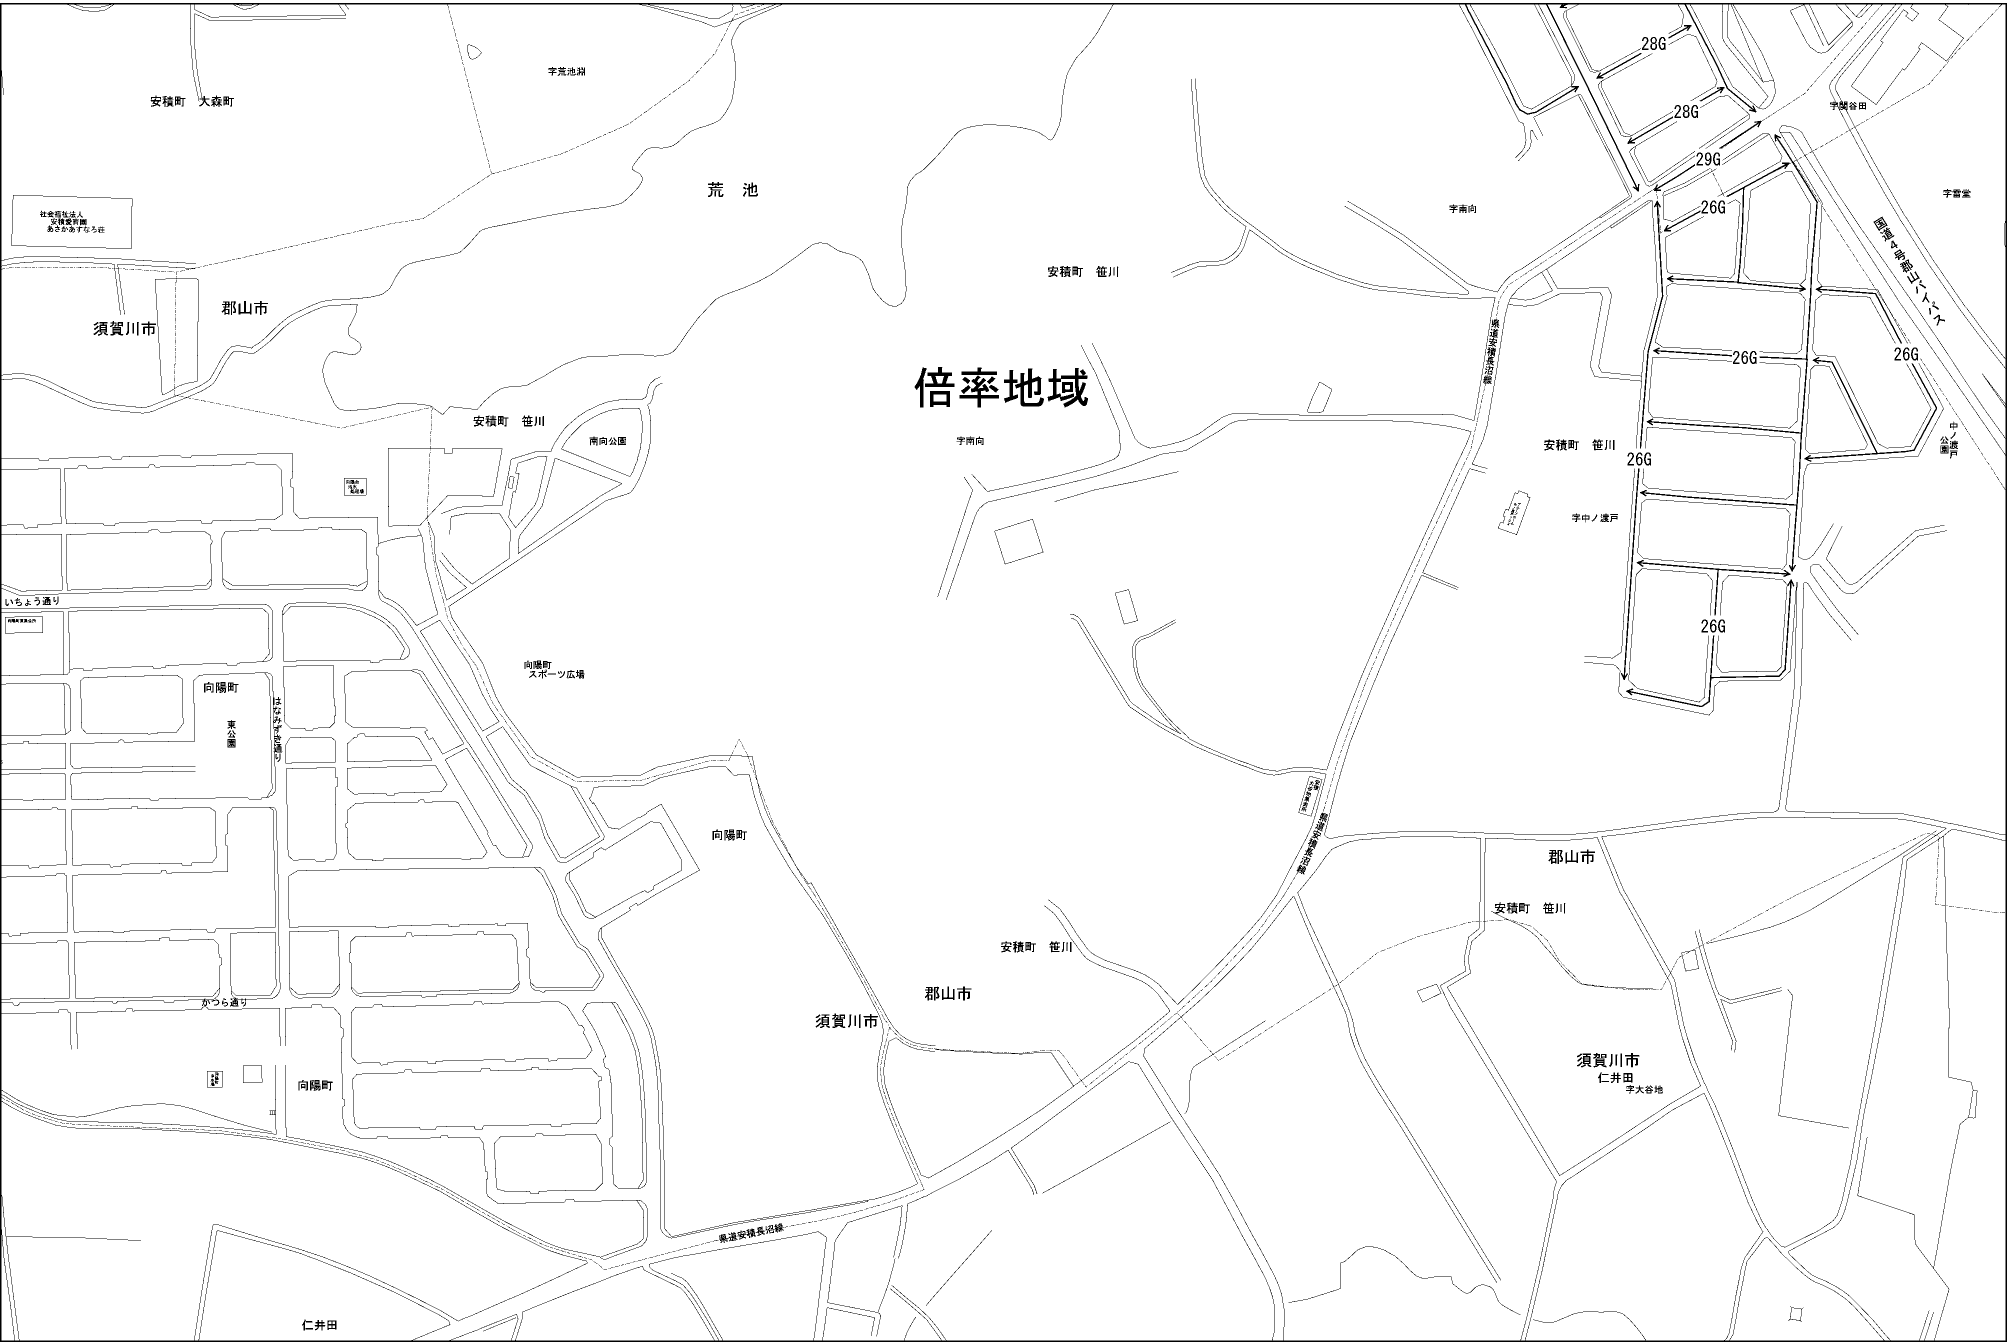 28G
字荒池淵
安積町　大森町
字関谷田
28G
29G
荒　池
字雷堂
社会福祉法人
安積愛育園
あさかあすなろ荘
26G
字南向
国道4号郡山バイパス
安積町　笹川
郡山市
須賀川市
県道安積長沼線
26G
26G
倍率地域
安積町　笹川
南向公園
字南向
安積町　笹川
中ノ渡戸
公園
26G
字中ノ渡戸
いちょう通り
26G
向陽町
スポーツ広場
向陽町
はなみずき通り
東公園
県道安積長沼線
向陽町
郡山市
安積町　笹川
安積町　笹川
郡山市
かつら通り
須賀川市
須賀川市
仁井田
字大谷地
向陽町
県道安積長沼線
仁井田